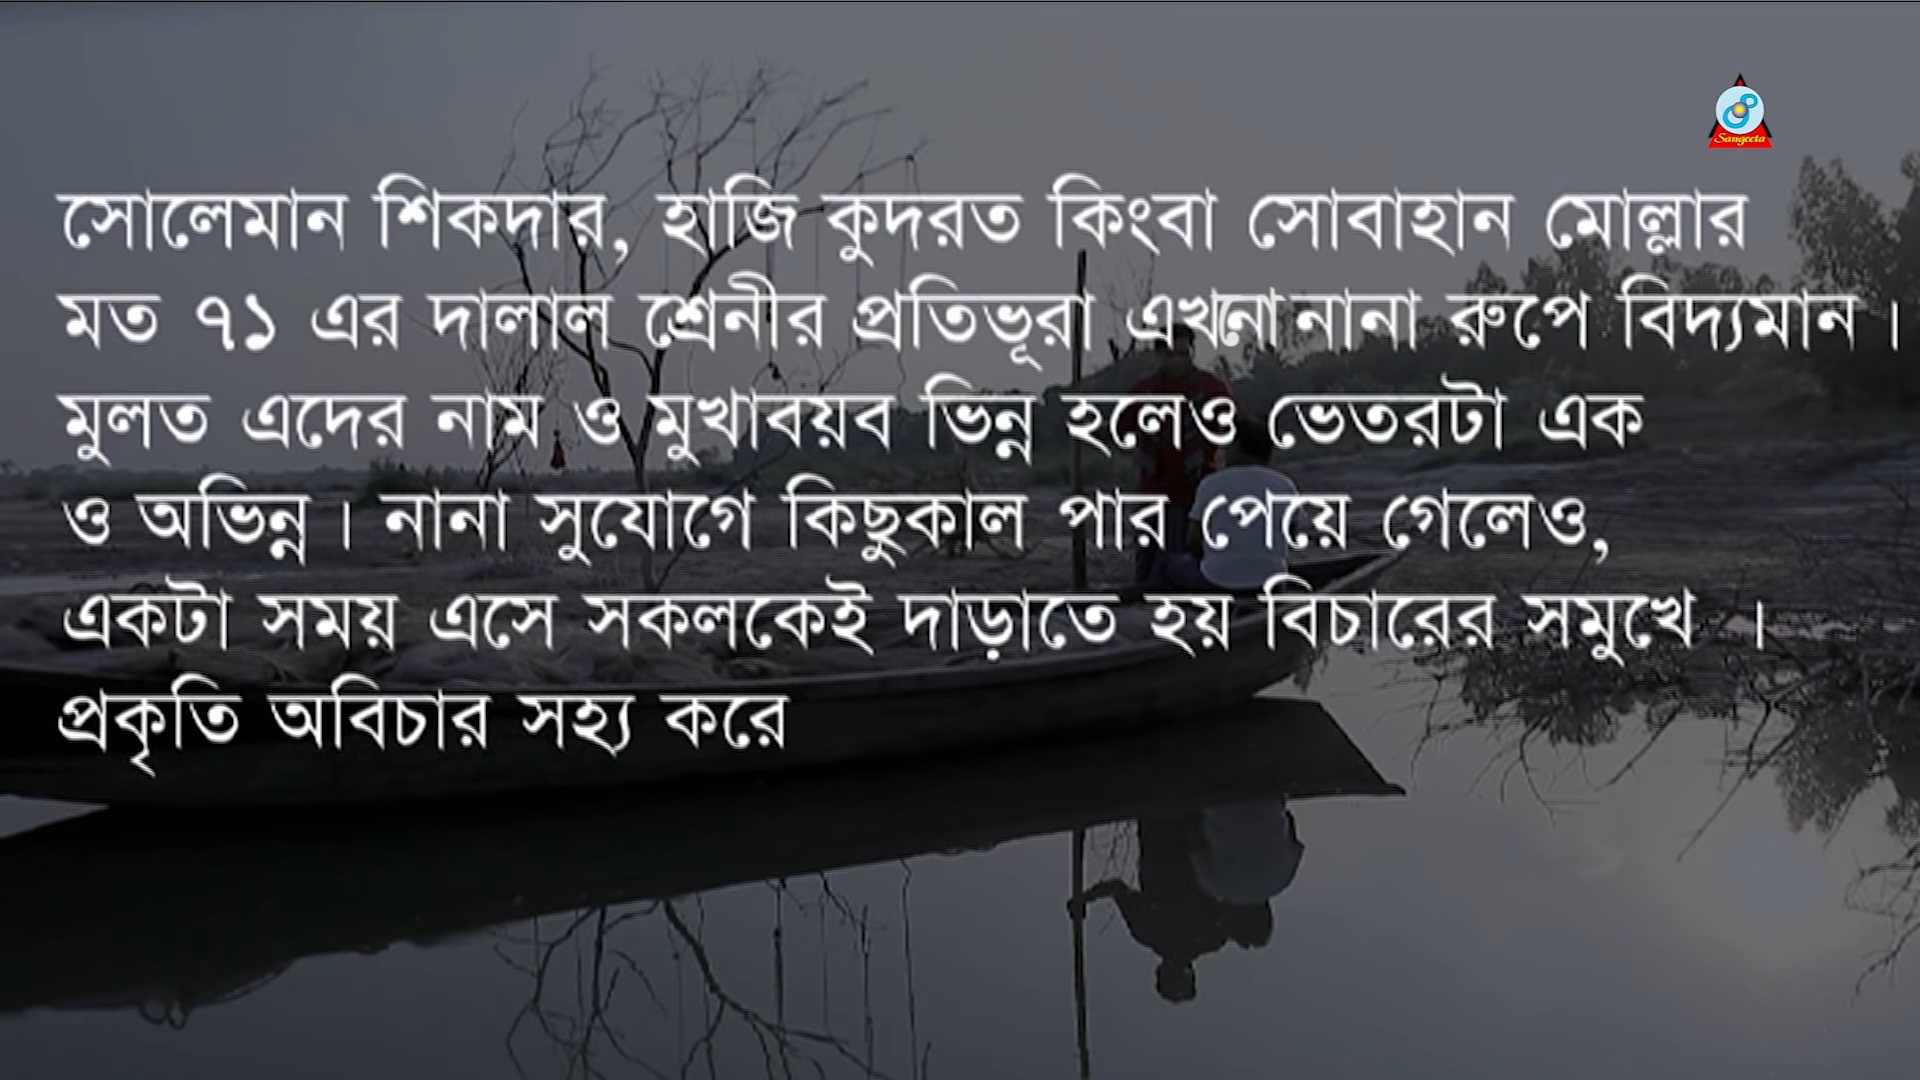 Sangeeta
সোলেমান শিকদার, হাজি কুদরত কিংবা সোবাহান মোল্লার
মত ৭১ এর দালাল শ্রেনীর প্রতিভূরা এখনো নানা রুপে বিদ্যমান।
মুলত এদের নাম ও মুখাবয়ব ভিন্ন হলেও ভেতরটা এক
ও অভিন্ন। নানা সুযোগে কিছুকাল পার পেয়ে গেলেও,
একটা সময় এসে সকলকেই দাড়াতে হয় বিচারের সমুখে ।
প্রকৃতি অবিচার সহ্য করে